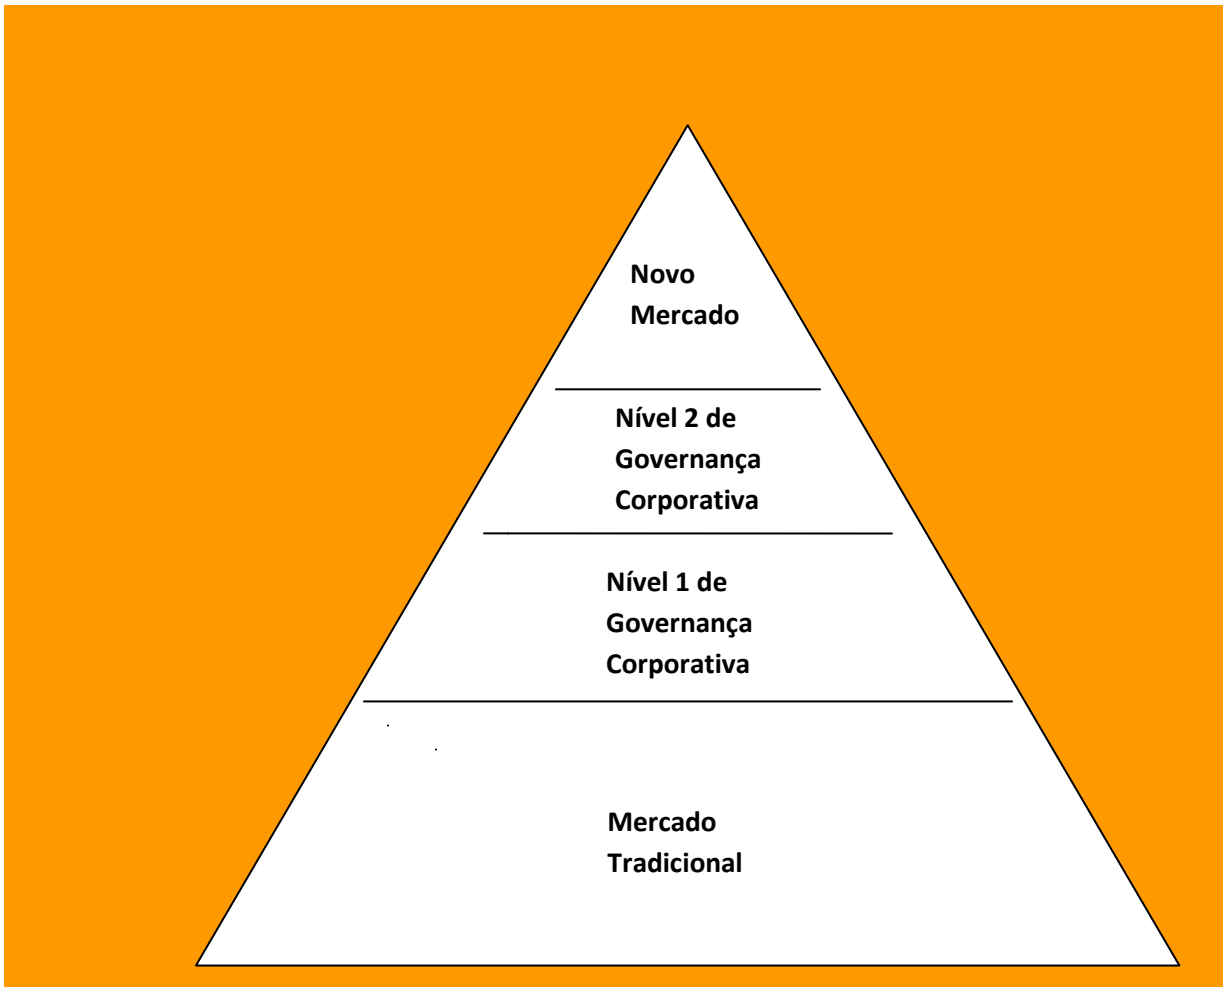 Novo
Mercado
Nível 2 de
Governança
Corporativa
Nível 1 de
Governança
Corporativa
Mercado
Tradicional